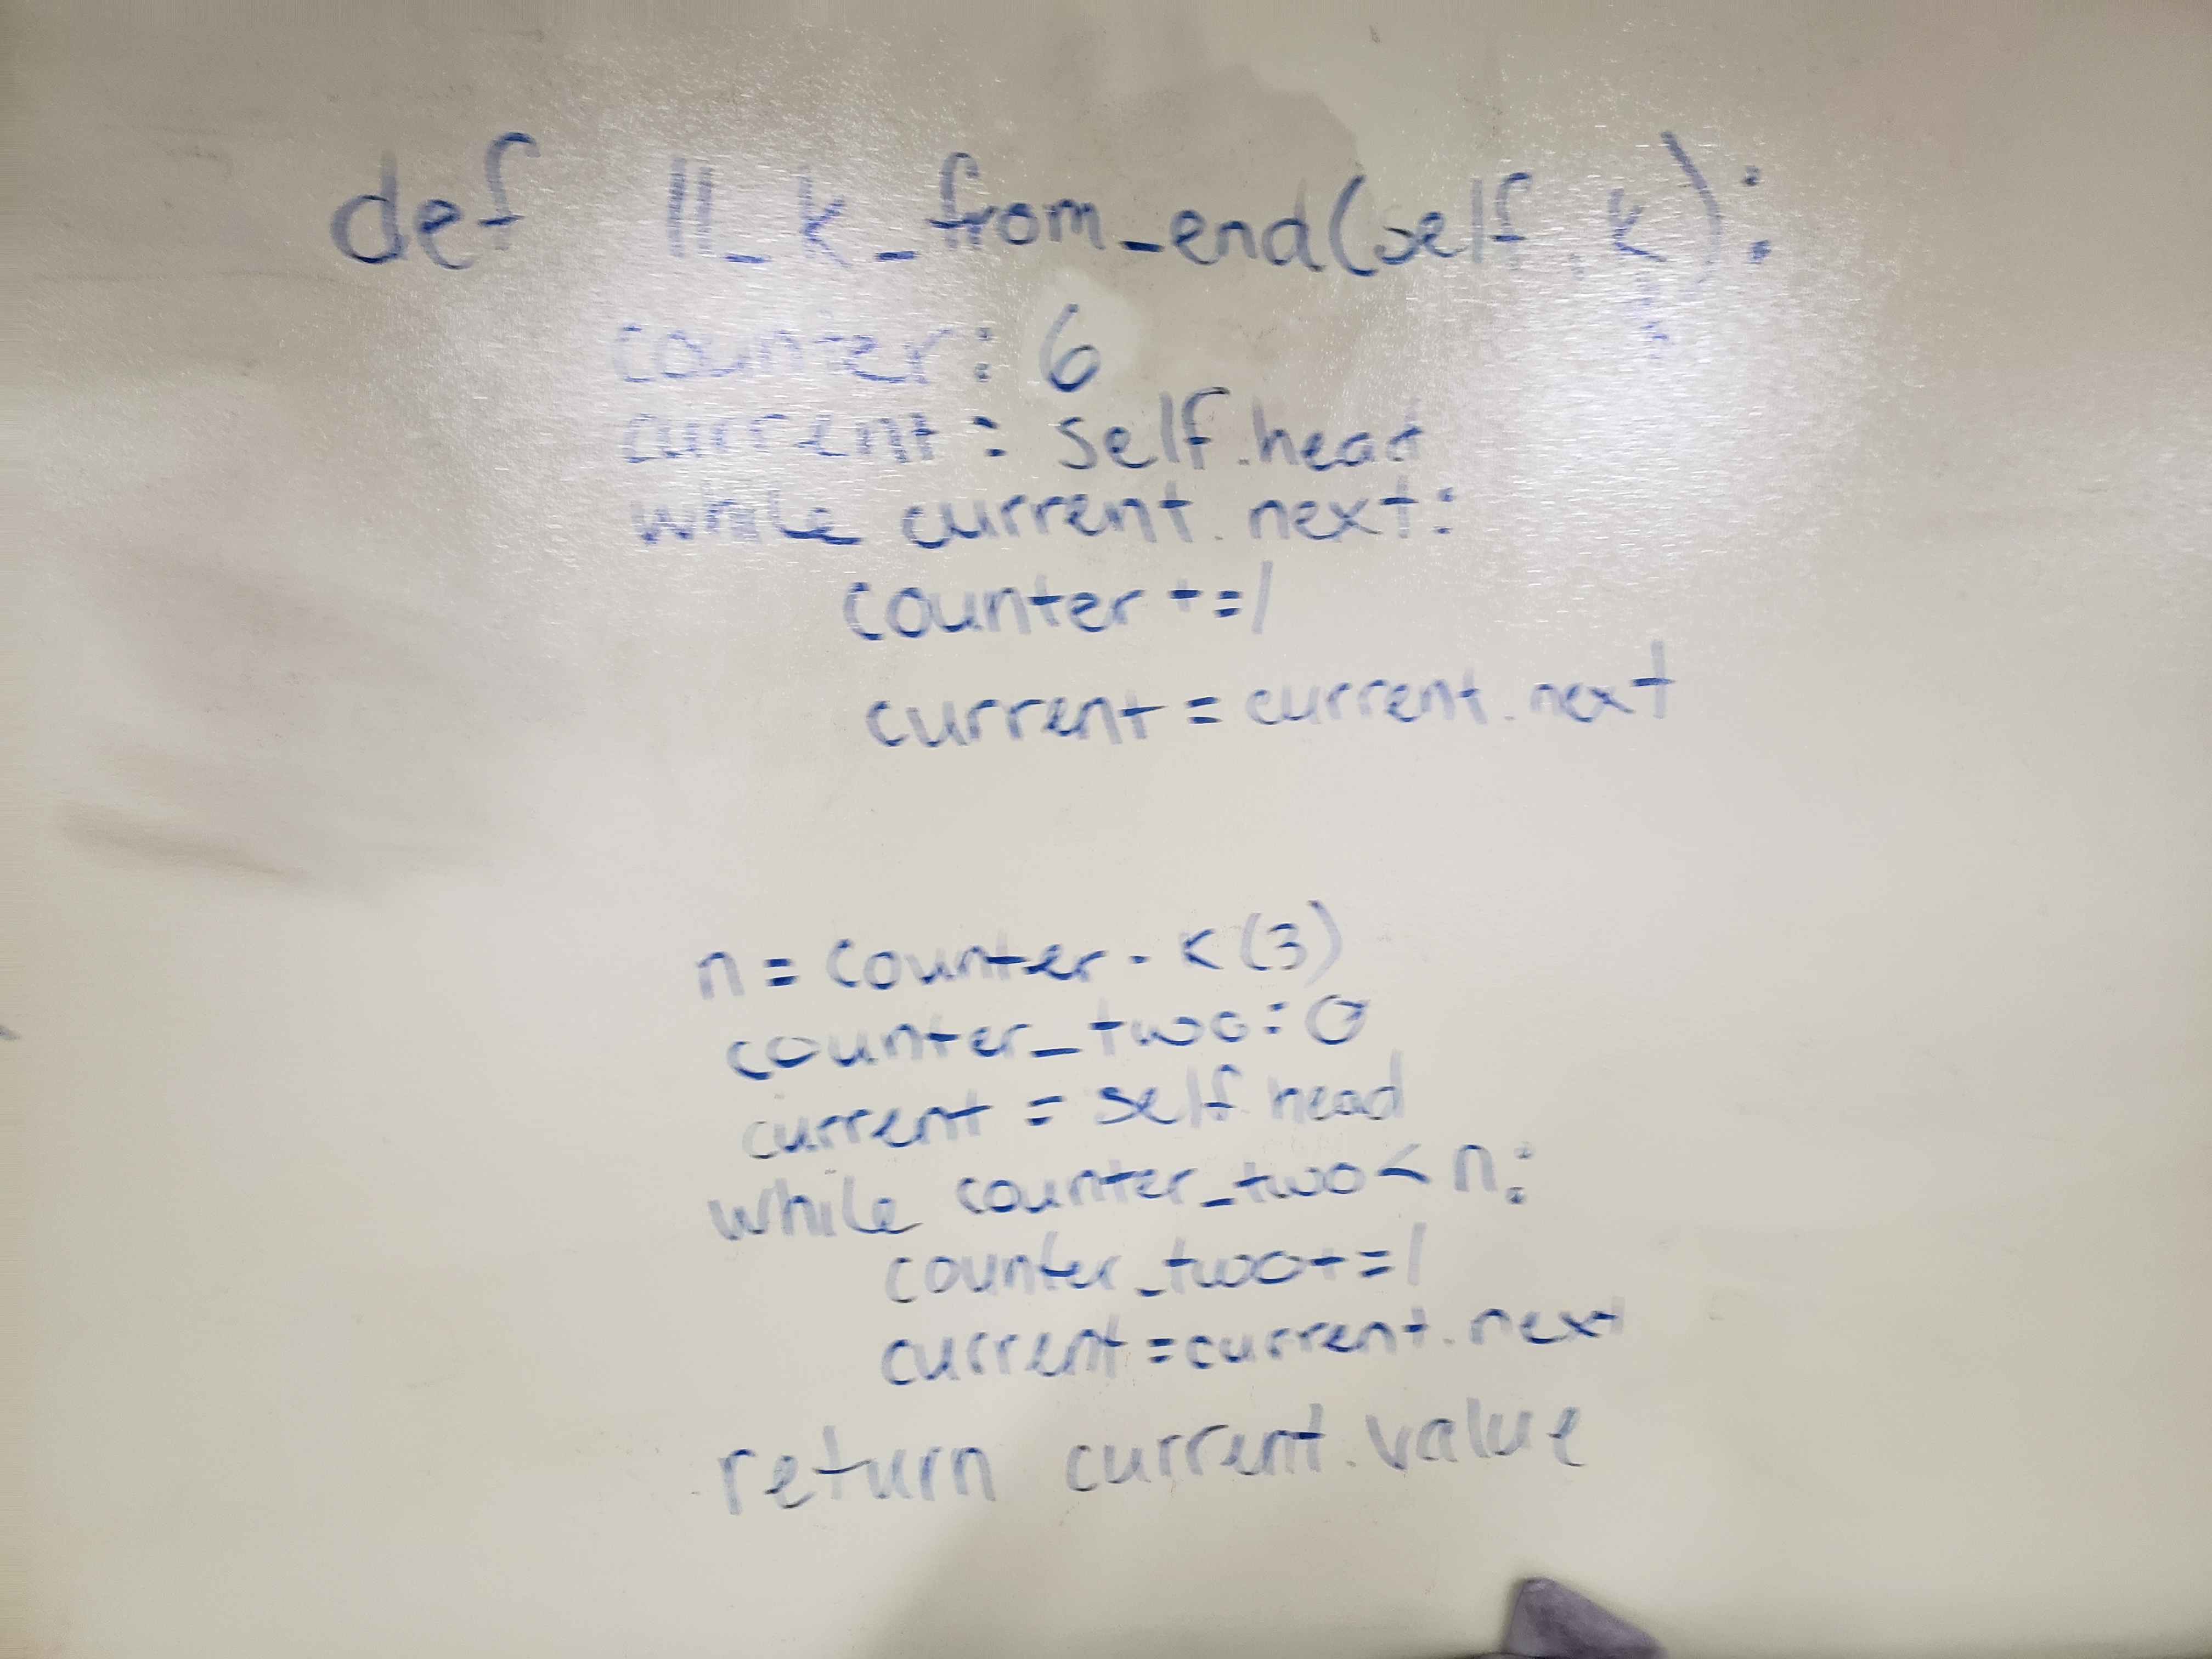 def ll_k_from_end(self, k):
counter: 6
current = self.head
while current.next:
counter +=1
current = current.next
n = counter - k (3)
counter_two = 0
current = self.head
while counter_two < n:
counter_two += 1
current = current.next
return current.value